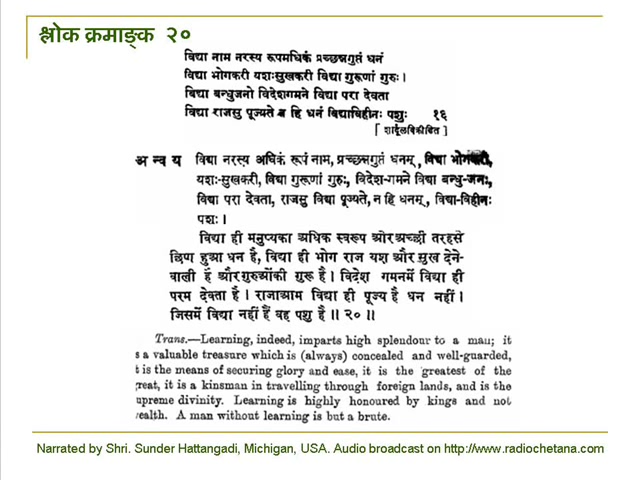 श्लोक क्रमाङ्क २०
विद्या नाम नरस्य रूपमधिकं प्रच्छन्नगुप्तं धनं
विद्या भोगकरी यशःसुखकरी विद्या गुरूणां गुरुः।
विद्या बन्धुजनो विदेशगमने विद्या परा देवता
विद्या राजसु पूज्यते न हि धनं विद्याविहीनः पशुः १६
[ शार्दूलविक्रीडित ]
अन्वय विद्या नरस्य अधिकं रूपं नाम, प्रच्छन्नगुप्तं धनम्, विद्या भोगकरी,
यशः-सुखकरी, विद्या गुरूणां गुरुः, विदेश-गमने विद्या बन्धु-जनः,
विद्या परा देवता, राजसु विद्या पूज्यते, न हि धनम्, विद्या-विहीनः
पशः।
विद्या ही मनुष्यका अधिक स्वरूप और अच्छी तरहसे
छिपा हुआ धन है, विद्या ही भोग राज यश और सुख देने-
वाली है और गुरुओंकी गुरू है। विदेश गमनमें विद्या ही
परम देवता है। राजाआम विद्या ही पूज्य है धन नहीं।
जिसमें विद्या नहीं हैं वह पशु है॥२०॥
Trans.—Learning, indeed, imparts high splendour to a man; it
s a valuable treasure which is (always) concealed and well-guarded,
t is the means of securing glory and ease, it is the greatest of the
reat, it is a kinsman in travelling through foreign lands, and is the
upreme divinity. Learning is highly honoured by kings and not
ealth. A man without learning is but a brute.
Narrated by Shri. Sunder Hattangadi, Michigan, USA. Audio broadcast on http://www.radiochetana.com